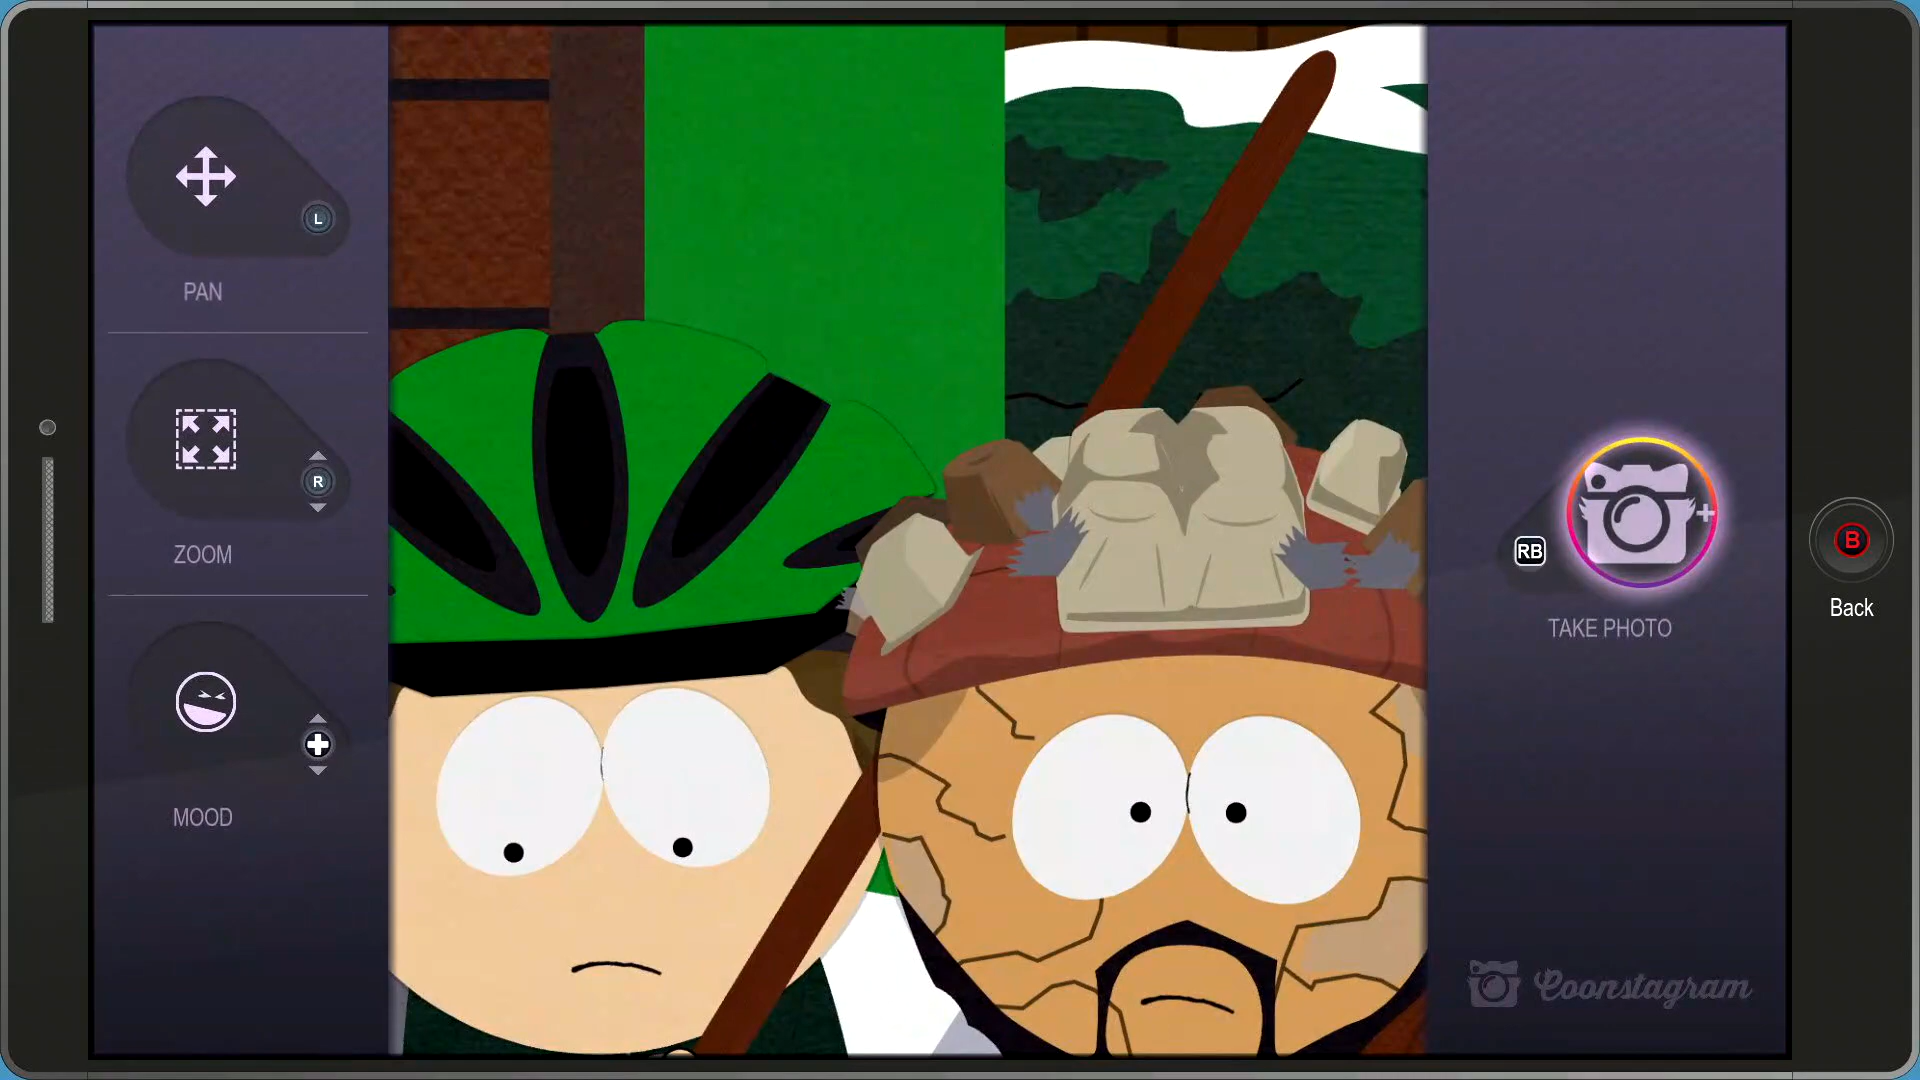 L
PAN
R
ZOOM
MOOD
RB
TAKE PHOTO
B
Back
Coonstagram